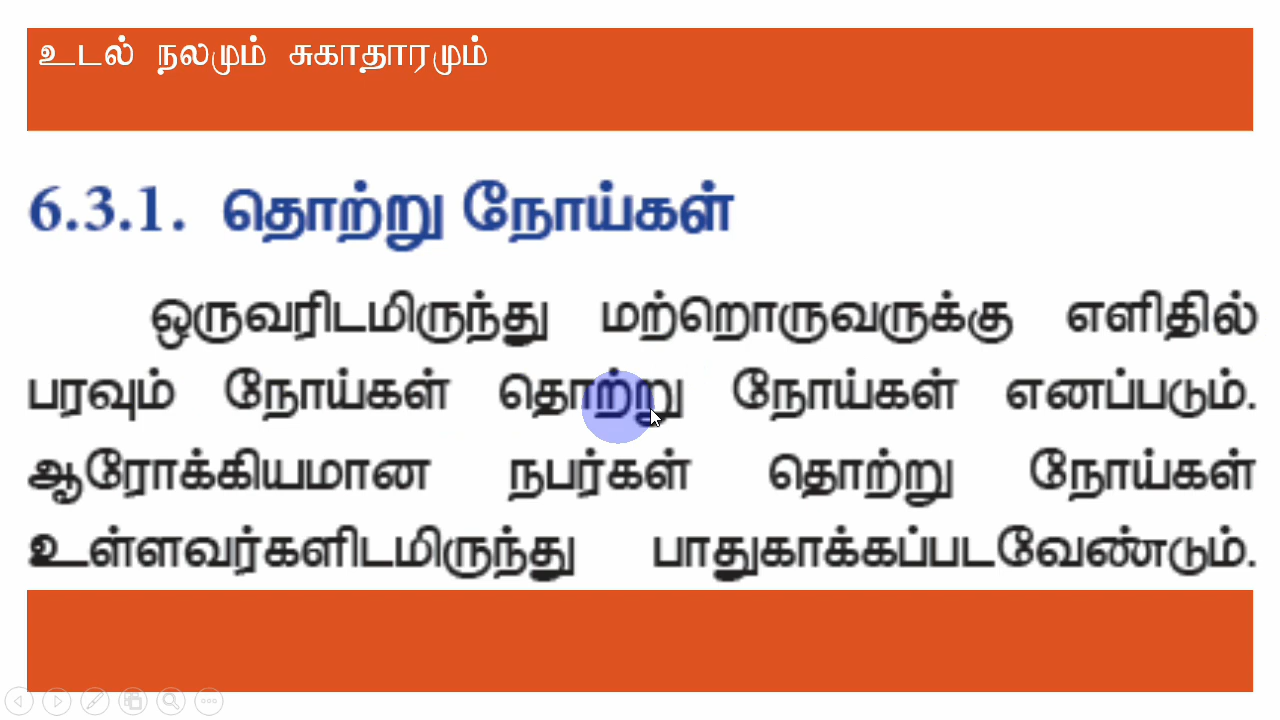 உடல் நலமும் சுகாதாரமும்
6.3.1. தொற்று நோய்கள்
ஒருவரிடமிருந்து மற்றொருவருக்கு எளிதில்
பரவும் நோய்கள் தொற்று நோய்கள் எனப்படும்.
ஆரோக்கியமான நபர்கள் தொற்று நோய்கள்
உள்ளவர்களிடமிருந்து பாதுகாக்கப்படவேண்டும்.